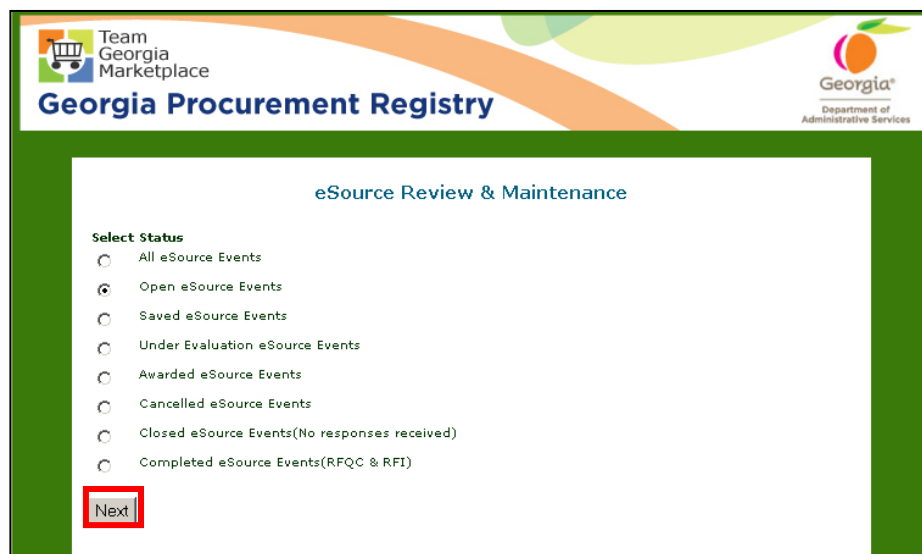 Team
Georgia
Marketplace
Georgia Procurement Registry
Georgia®
Department of
Administrative Services
eSource Review & Maintenance
Select Status
All eSource Events
Open eSource Events
Saved eSource Events
Under Evaluation eSource Events
Awarded eSource Events
Cancelled eSource Events
Closed eSource Events(No responses received)
Completed eSource Events(RFQC & RFI)
Next